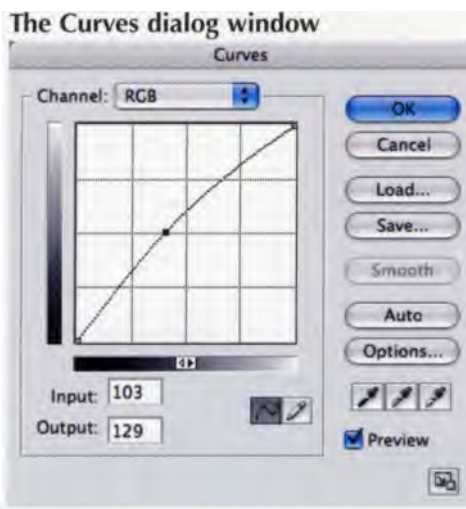 The Curves dialog window
Curves
Channel: RGB
OK
Cancel
Load...
Save...
Smooth
Auto
Options...
Input: 103
Output: 129
Preview